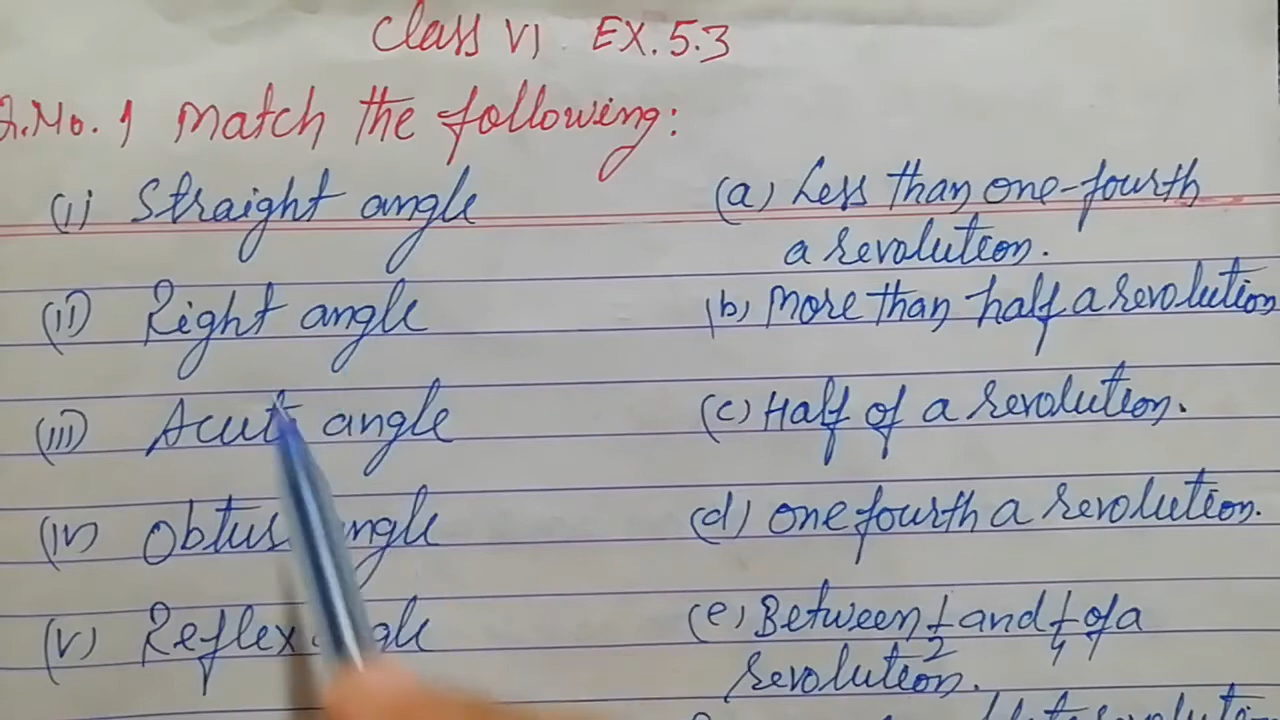 Class VI EX.5.3
Q.No. 1 Match the following:
(i) Straight angle
(a) Less than one-fourth
a revolution.
(ii) Right angle
(b) More than half a revolution
(iii) Acute angle
(c) Half of a revolution.
(iv) Obtuse angle
(d) One fourth a revolution.
(v) Reflex angle
(e) Between 1/2 and 1/4 of a
revolution.